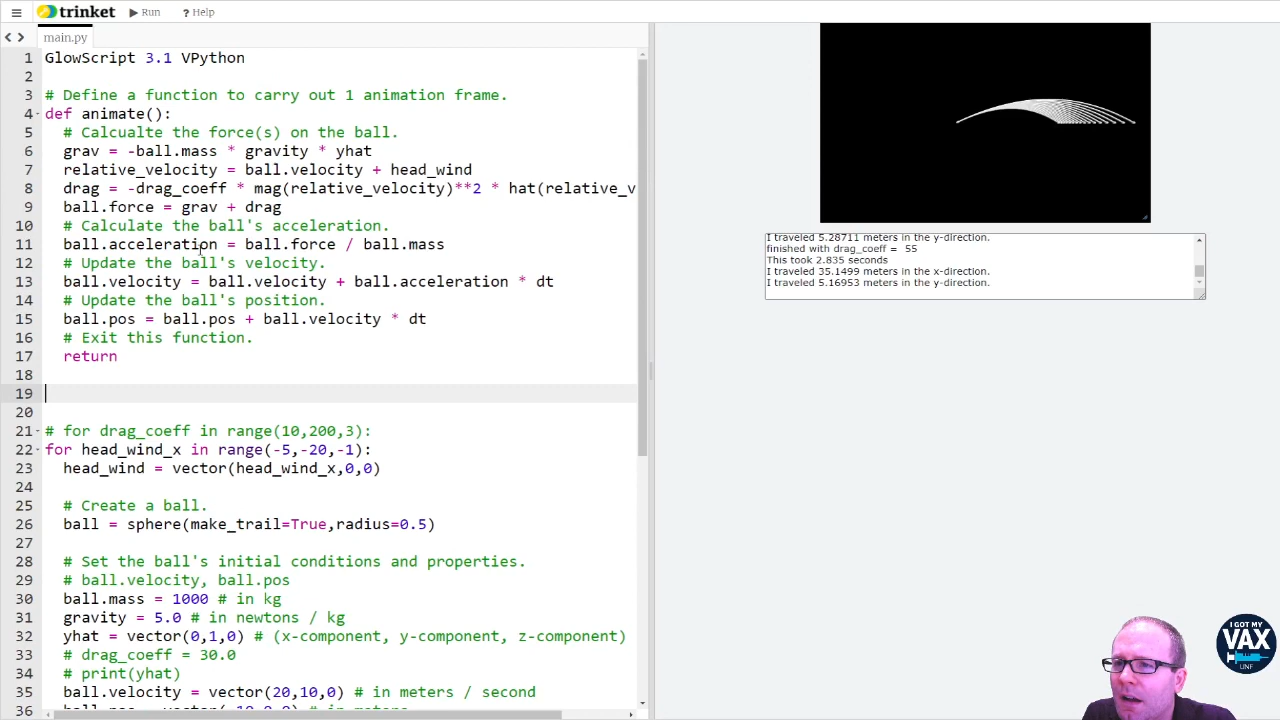 trinket Run ? Help
main.py
1 GlowScript 3.1 VPython
2
3 # Define a function to carry out 1 animation frame.
4 def animate():
5 # Calcualte the force(s) on the ball.
6 grav = -ball.mass * gravity * yhat
7 relative_velocity = ball.velocity + head_wind
8 drag = -drag_coeff * mag(relative_velocity)**2 * hat(relative_v
9 ball.force = grav + drag
10 # Calculate the ball's acceleration.
11 ball.acceleration = ball.force / ball.mass
12 # Update the ball's velocity.
13 ball.velocity = ball.velocity + ball.acceleration * dt
14 # Update the ball's position.
15 ball.pos = ball.pos + ball.velocity * dt
16 # Exit this function.
17 return
18
19
20
21 # for drag_coeff in range(10,200,3):
22 for head_wind_x in range(-5,-20,-1):
23 head_wind = vector(head_wind_x,0,0)
24
25 # Create a ball.
26 ball = sphere(make_trail=True,radius=0.5)
27
28 # Set the ball's initial conditions and properties.
29 # ball.velocity, ball.pos
30 ball.mass = 1000 # in kg
31 gravity = 5.0 # in newtons / kg
32 yhat = vector(0,1,0) # (x-component, y-component, z-component)
33 # drag_coeff = 30.0
34 # print(yhat)
35 ball.velocity = vector(20,10,0) # in meters / second
36
I traveled 5.28711 meters in the y-direction.
finished with drag_coeff = 55
This took 2.835 seconds
I traveled 35.1499 meters in the x-direction.
I traveled 5.16953 meters in the y-direction.
I GOT MY
VAX
UNF